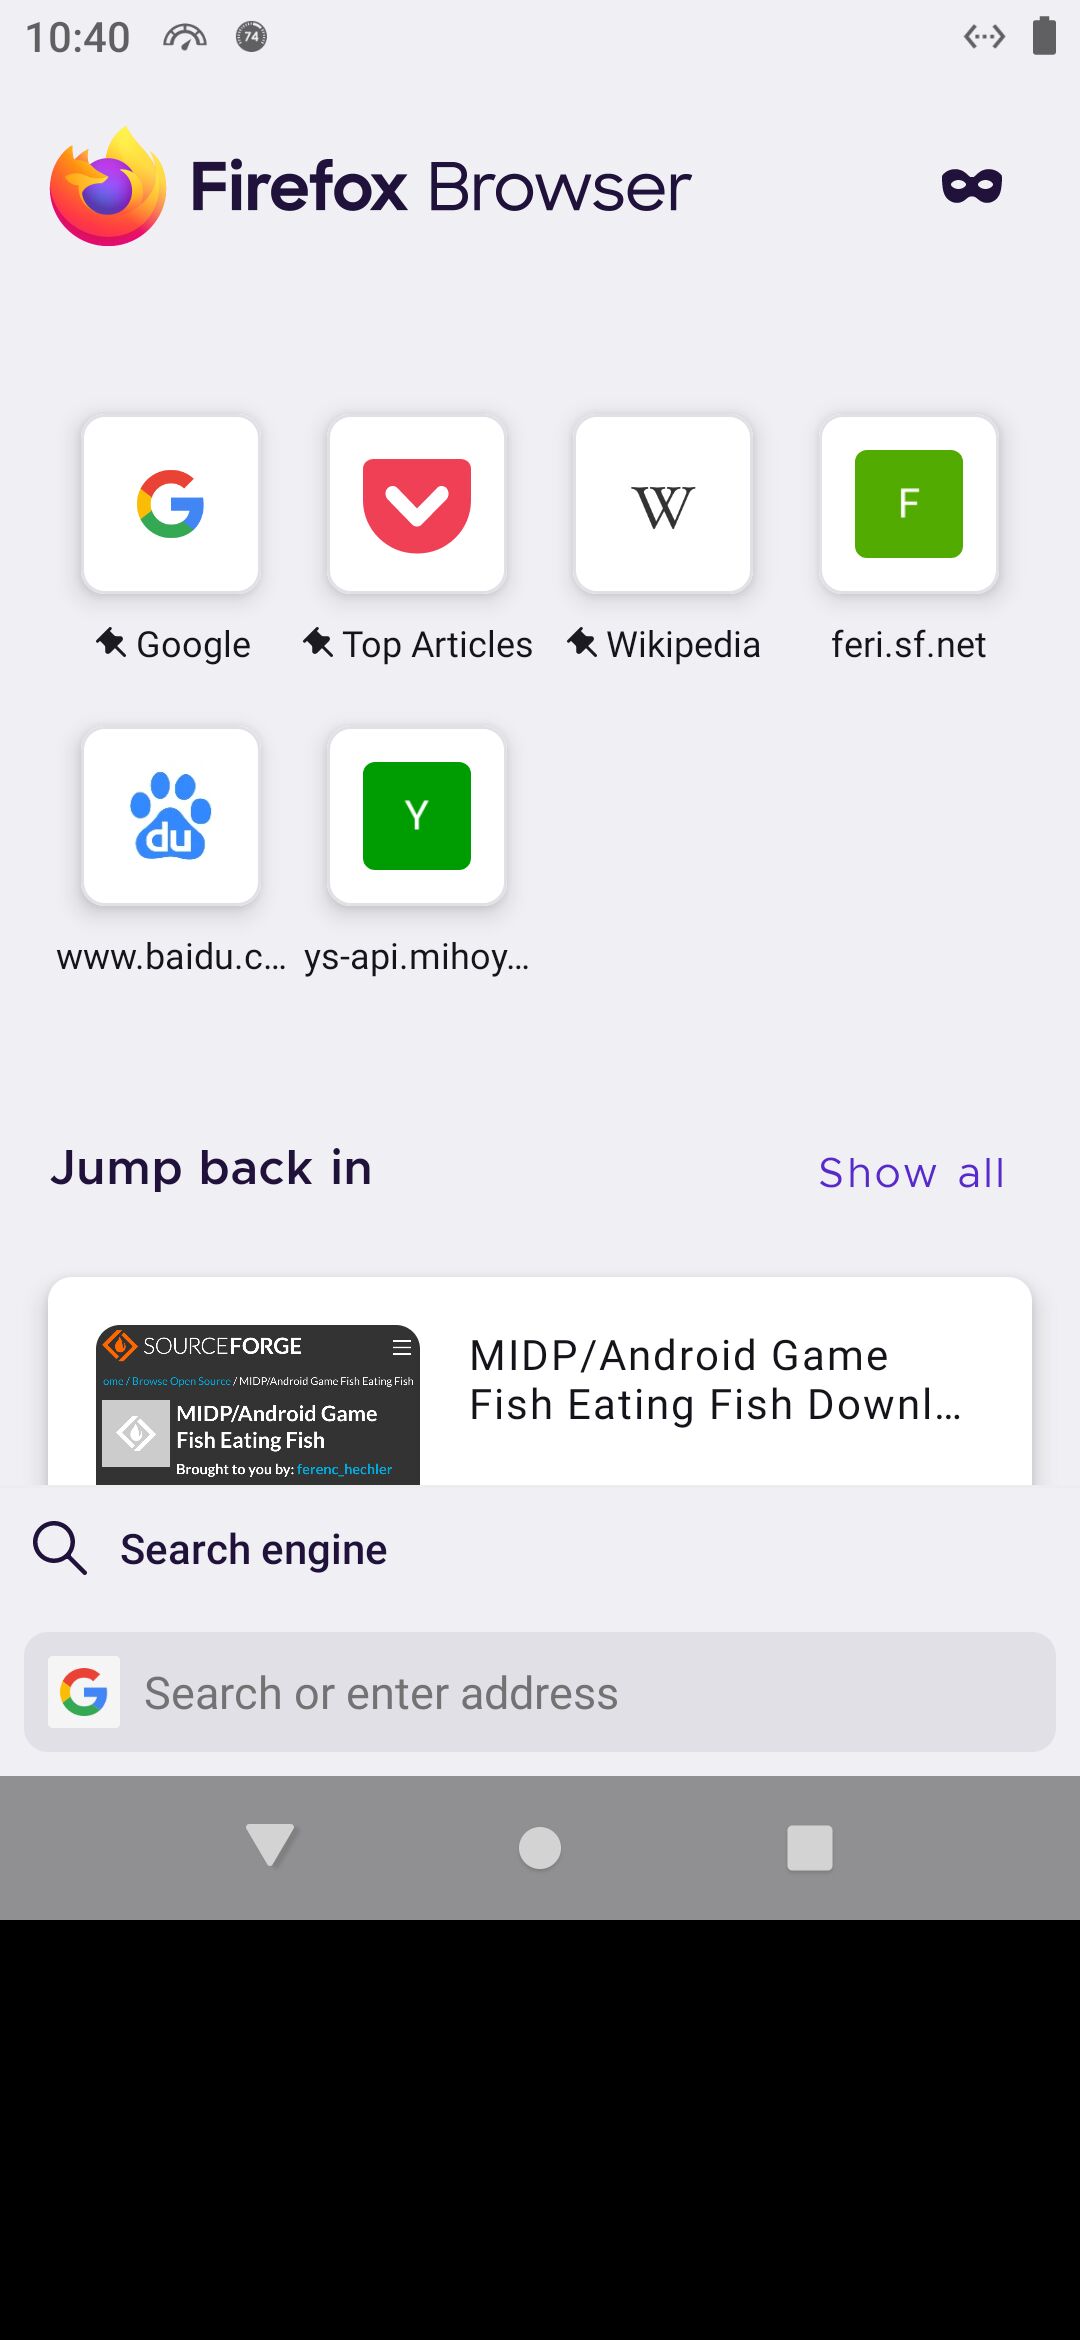 10:40
74
Firefox Browser
F
Google
Top Articles
Wikipedia
feri.sf.net
du
Y
www.baidu.c...
ys-api.mihoy...
Jump back in
Show all
SOURCEFORGE
ome / Browse Open Source / MIDP/Android Game Fish Eating Fish
MIDP/Android Game
Fish Eating Fish
Brought to you by: ferenc_hechler
MIDP/Android Game
Fish Eating Fish Downl...
Search engine
Search or enter address